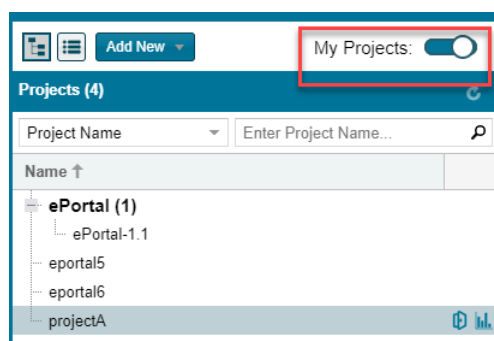 Add New
My Projects:
Projects (4)
Project Name
Enter Project Name...
Name ↑
ePortal (1)
ePortal-1.1
eportal5
eportal6
projectA